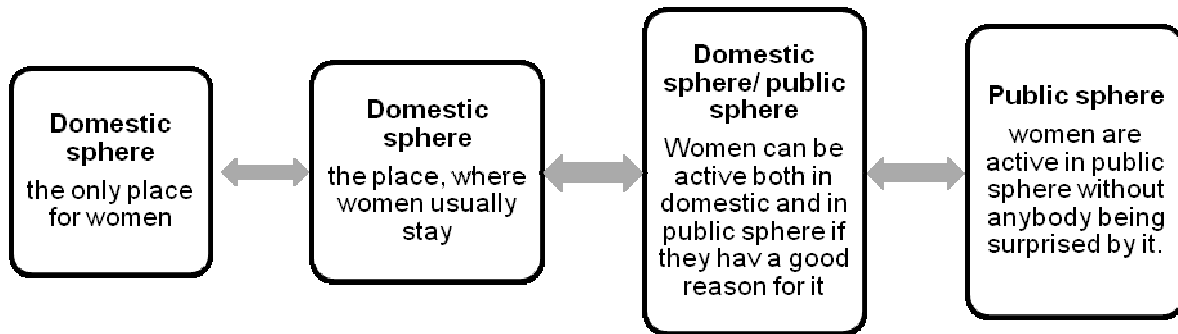 Domestic
sphere
the only place
for women
Domestic
sphere
the place, where
women usually
stay
Domestic
sphere/ public
sphere
Women can be
active both in
domestic and in
public sphere if
they hav a good
reason for it
Public sphere
women are
active in public
sphere without
anybody being
surprised by it.